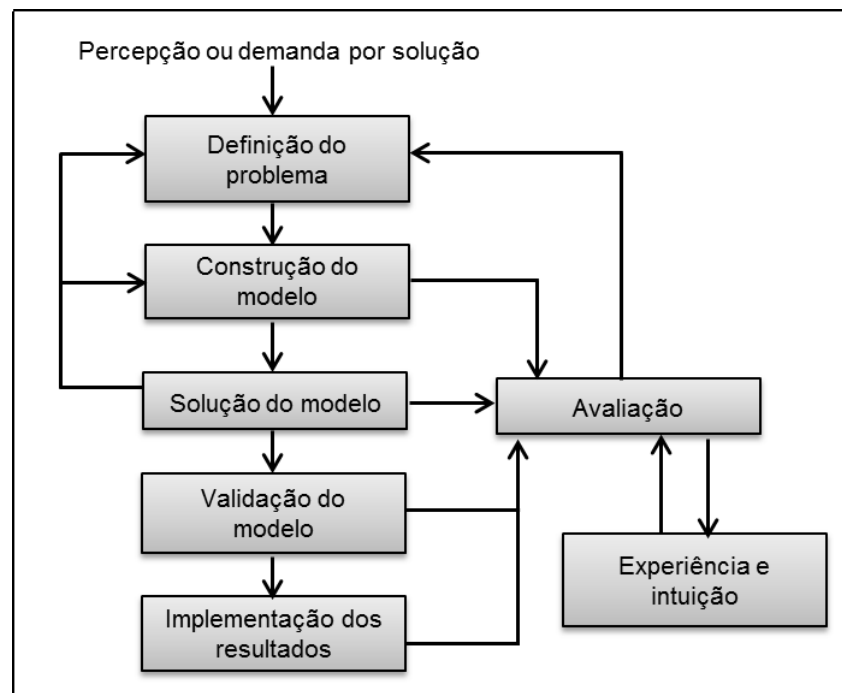 Percepção ou demanda por solução
Definição do
problema
Construção do
modelo
Solução do modelo
Avaliação
Validação do
modelo
Experiência e
intuição
Implementação dos
resultados